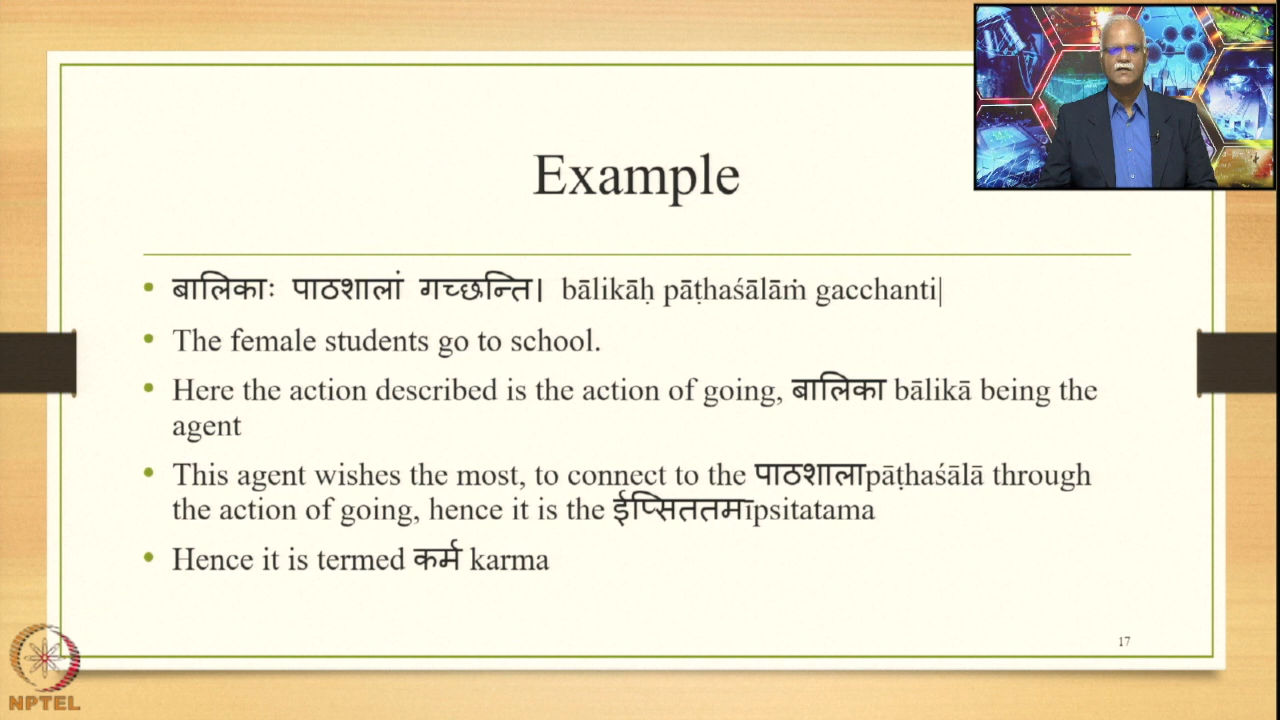 Example
बालिकाः पाठशालां गच्छन्ति। bālikāḥ pāṭhaśālāṁ gacchanti|
The female students go to school.
Here the action described is the action of going, बालिका bālikā being the
agent
This agent wishes the most, to connect to the पाठशालाpāṭhaśālā through
the action of going, hence it is the ईप्सिततमīpsitatama
Hence it is termed कर्म karma
17
NPTEL